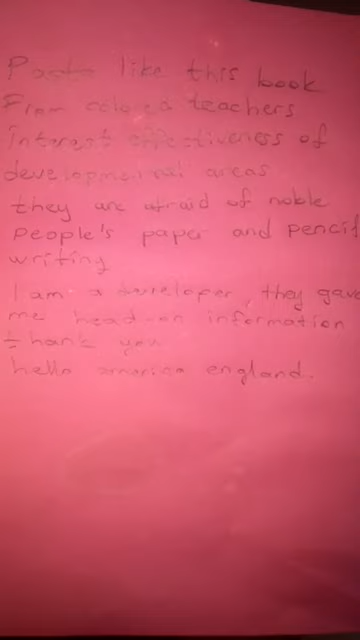 Paste like this book
From colored teachers
interest effectiveness of
developmental areas
they are afraid of noble
people's paper and pencil
writing
I am a developer, they gave
me head-on information
thank you
hello america england.